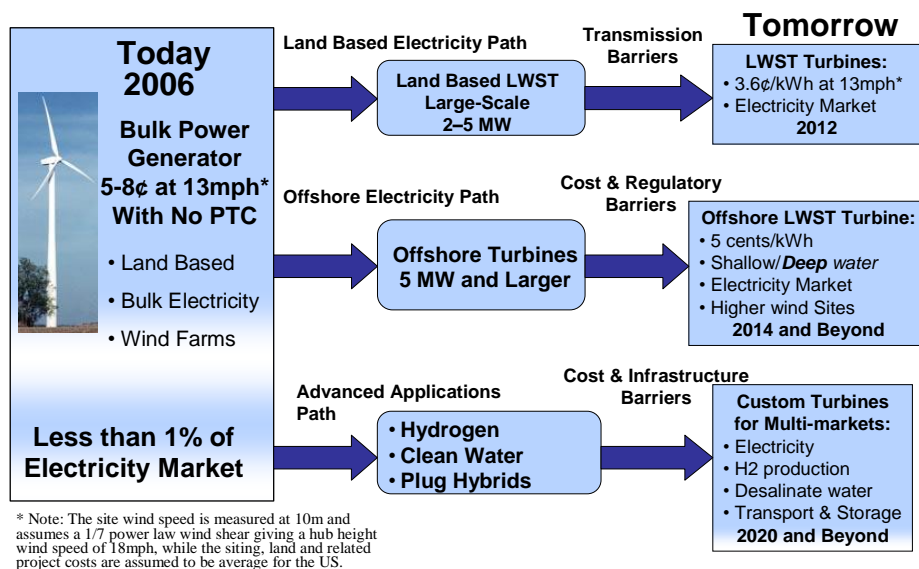 Today
2006
Bulk Power
Generator
5-8¢ at 13mph*
With No PTC
• Land Based
• Bulk Electricity
• Wind Farms
Less than 1% of
Electricity Market
Land Based Electricity Path
Land Based LWST
Large-Scale
2–5 MW
Transmission
Barriers
Tomorrow
LWST Turbines:
• 3.6¢/kWh at 13mph*
• Electricity Market
2012
Offshore Electricity Path
Offshore Turbines
5 MW and Larger
Cost & Regulatory
Barriers
Offshore LWST Turbine:
• 5 cents/kWh
• Shallow/Deep water
• Electricity Market
• Higher wind Sites
2014 and Beyond
Advanced Applications
Path
• Hydrogen
• Clean Water
• Plug Hybrids
Cost & Infrastructure
Barriers
Custom Turbines
for Multi-markets:
• Electricity
• H2 production
• Desalinate water
• Transport & Storage
2020 and Beyond
* Note: The site wind speed is measured at 10m and
assumes a 1/7 power law wind shear giving a hub height
wind speed of 18mph, while the siting, land and related
project costs are assumed to be average for the US.